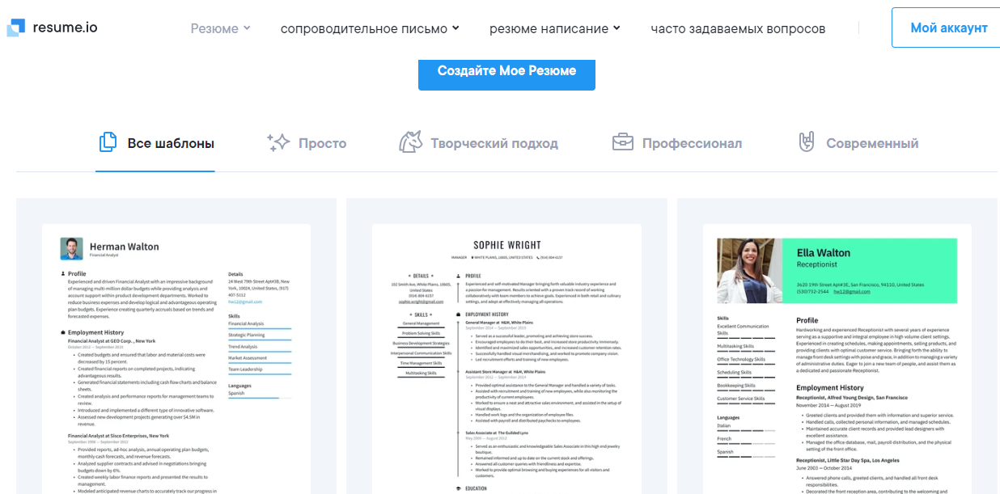 resume.io
Резюме
сопроводительное письмо
резюме написание
часто задаваемых вопросов
Мой аккаунт
Создайте Мое Резюме
Все шаблоны
Просто
Творческий подход
Профессионал
Современный
Herman Walton
Financial Analyst
Profile
Experienced and driven Financial Analyst with an impressive background
of managing multi-million dollar budgets while providing analysis and
account support within product development departments. Worked to
reduce business expenses and develop logical and advantageous operating
plan budgets. Experience creating quarterly accruals based on trends and
forecasted expenses.
Employment History
Financial Analyst at GEO Corp. , New York
October 2012 — September 2019
• Created budgets and ensured that labor and material costs were
decreased by 15 percent.
• Created financial reports on completed projects, indicating
advantageous results.
• Generated financial statements including cash flow charts and balance
sheets.
• Created analysis and performance reports for management teams to
review.
• Introduced and implemented a different type of innovative software.
• Assessed new development projects generating over $4.5M in
revenue.
Financial Analyst at Sisco Enterprises, New York
September 2008 — September 2012
• Provided reports, ad-hoc analysis, annual operating plan budgets,
monthly cash forecasts, and revenue forecasts.
• Analyzed supplier contracts and advised in negotiations bringing
budgets down by 6%.
• Created weekly labor finance reports and presented the results to
management.
• Modeled anticipated revenue charts to accurately track our progress in
Details
24 West 79th Street Apt#3B, New
York, 10024, United States, (917)
407-5112
hw12@gmail.com
Skills
Financial Analysis
Strategic Planning
Trend Analysis
Market Assessment
Team Leadership
Languages
Spanish
SOPHIE WRIGHT
MANAGER
WHITE PLAINS, 10605, UNITED STATES
(914) 804-6157
DETAILS
102 Smith Ave, White Plains, 10605,
United States
(914) 804-6157
sophie.wright@gmail.com
SKILLS
General Management
Problem Solving Skills
Business Development Strategies
Interpersonal Communication Skills
Time Management Skills
Multitasking Skills
PROFILE
Experienced and self motivated Manager bringing forth valuable industry experience and
a passion for management. Results oriented with a proven track record of working
collaboratively with team members to achieve goals. Experienced in both retail and culinary
settings, and adept at effectively managing all operations.
EMPLOYMENT HISTORY
General Manager at H&M, White Plains
September 2014 — September 2019
• Served as a successful leader, promoting and achieving store success.
• Encouraged employees to do their best, and increased store productivity immensely.
• Identified and maximized sales opportunities, and increased customer retention rates.
• Successfully handled visual merchandising, and worked to promote company vision.
• Led recruitment efforts and training of new employees.
Assistant Store Manager at H&M, White Plains
September 2012 — September 2014
• Provided optimal assistance to the General Manager and handled a variety of tasks.
• Assisted with recruitment and training of new employees, while also monitoring the
productivity of current employees.
• Worked to ensure a neat and attractive sales environment, and assisted in the setup of
visual displays.
• Handled work logs and the organization of employee files.
• Assisted with payroll and distributed paychecks to employees.
Sales Associate at The Guilded Lynx
May 2006 — August 2012
• Served as an enthusiastic and knowledgeable Sales Associate in this high end jewelry
boutique.
• Remained informed and up to date on the current stock and offerings.
• Answered all customer queries with friendliness and expertise.
• Worked to provide optimal browsing and buying experiences for all visitors and
customers.
EDUCATION
Ella Walton
Receptionist
3620 19th Street Apt#3E, San Francisco, 94110, United States
(530)732-2544
hw12@gmail.com
Skills
Excellent Communication
Skills
Multitasking Skills
Office Technology Skills
Scheduling Skills
Bookkeeping Skills
Customer Service Skills
Languages
Italian
French
Spanish
Profile
Hardworking and experienced Receptionist with several years of experience
serving as a supportive and integral employee in high volume client settings.
Experienced in creating schedules, making appointments, selling products, and
providing clients with optimal customer service. Bringing forth the ability to
manage front desk settings with poise and grace, in addition to managing a variety
of administrative duties. Eager to join a new team of people, and assist them as
a dedicated and passionate Receptionist.
Employment History
Receptionist, Alfred Young Design, San Francisco
November 2014 — August 2019
• Greeted clients and provided them with information and superior service.
• Handled calls, collected personal information, and managed schedules.
• Maintained accurate client records and provided lead designers with
excellent assistance.
• Managed the office database, mail, payroll distribution, and the physical
setting of the front office.
Receptionist, Little Star Day Spa, Los Angeles
June 2003 — October 2014
• Answered phone calls, greeted clients, and handled all front desk
responsibilities.
• Decorated the front reception area, contributing to the welcoming and